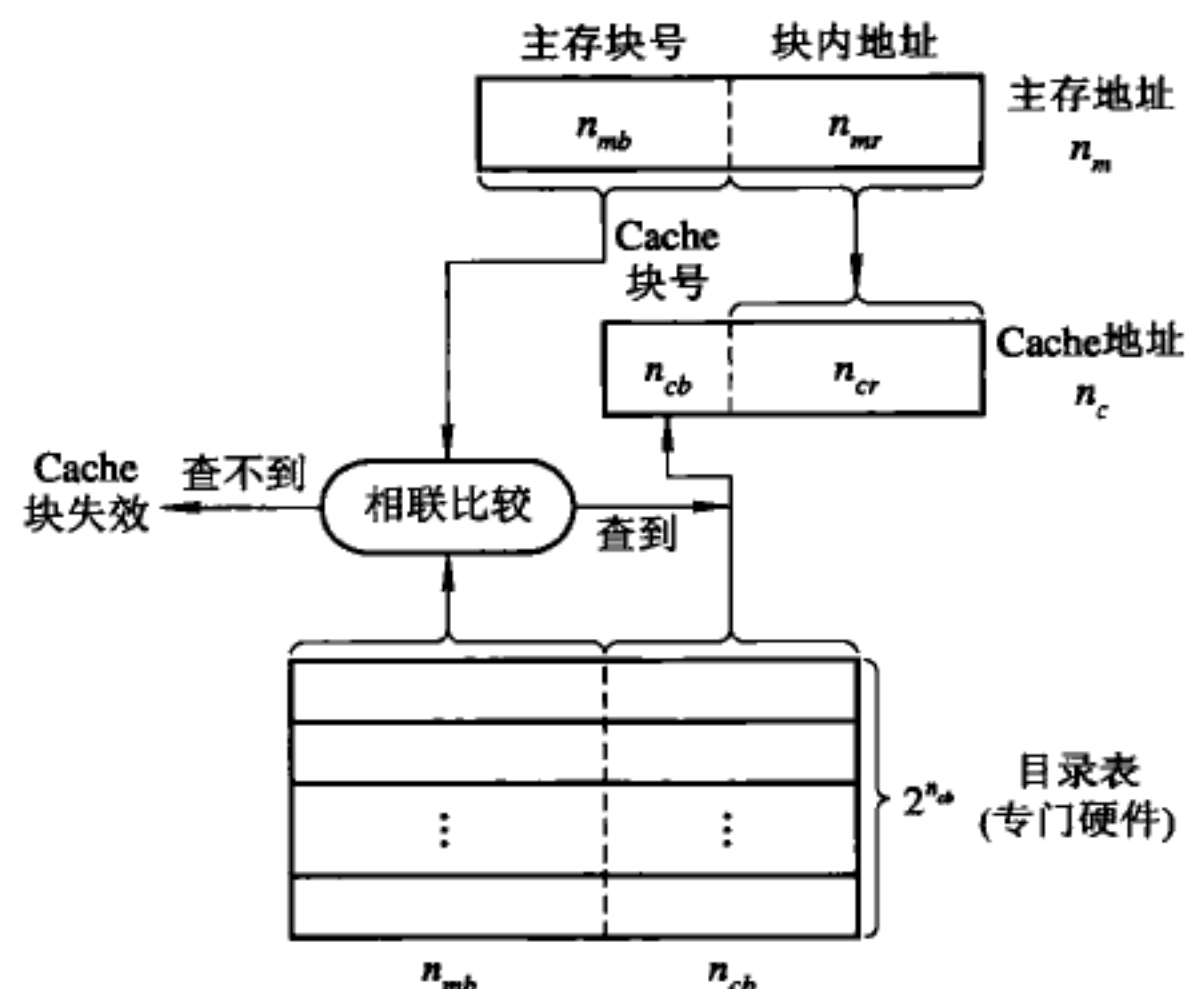 主存块号 块内地址
n_mb n_mr
主存地址
n_m
Cache
块号
n_cb n_cr
Cache地址
n_c
Cache
块失效
查不到
相联比较
查到
⋮ ⋮
2^n_cb
目录表
(专门硬件)
n_mb n_cb